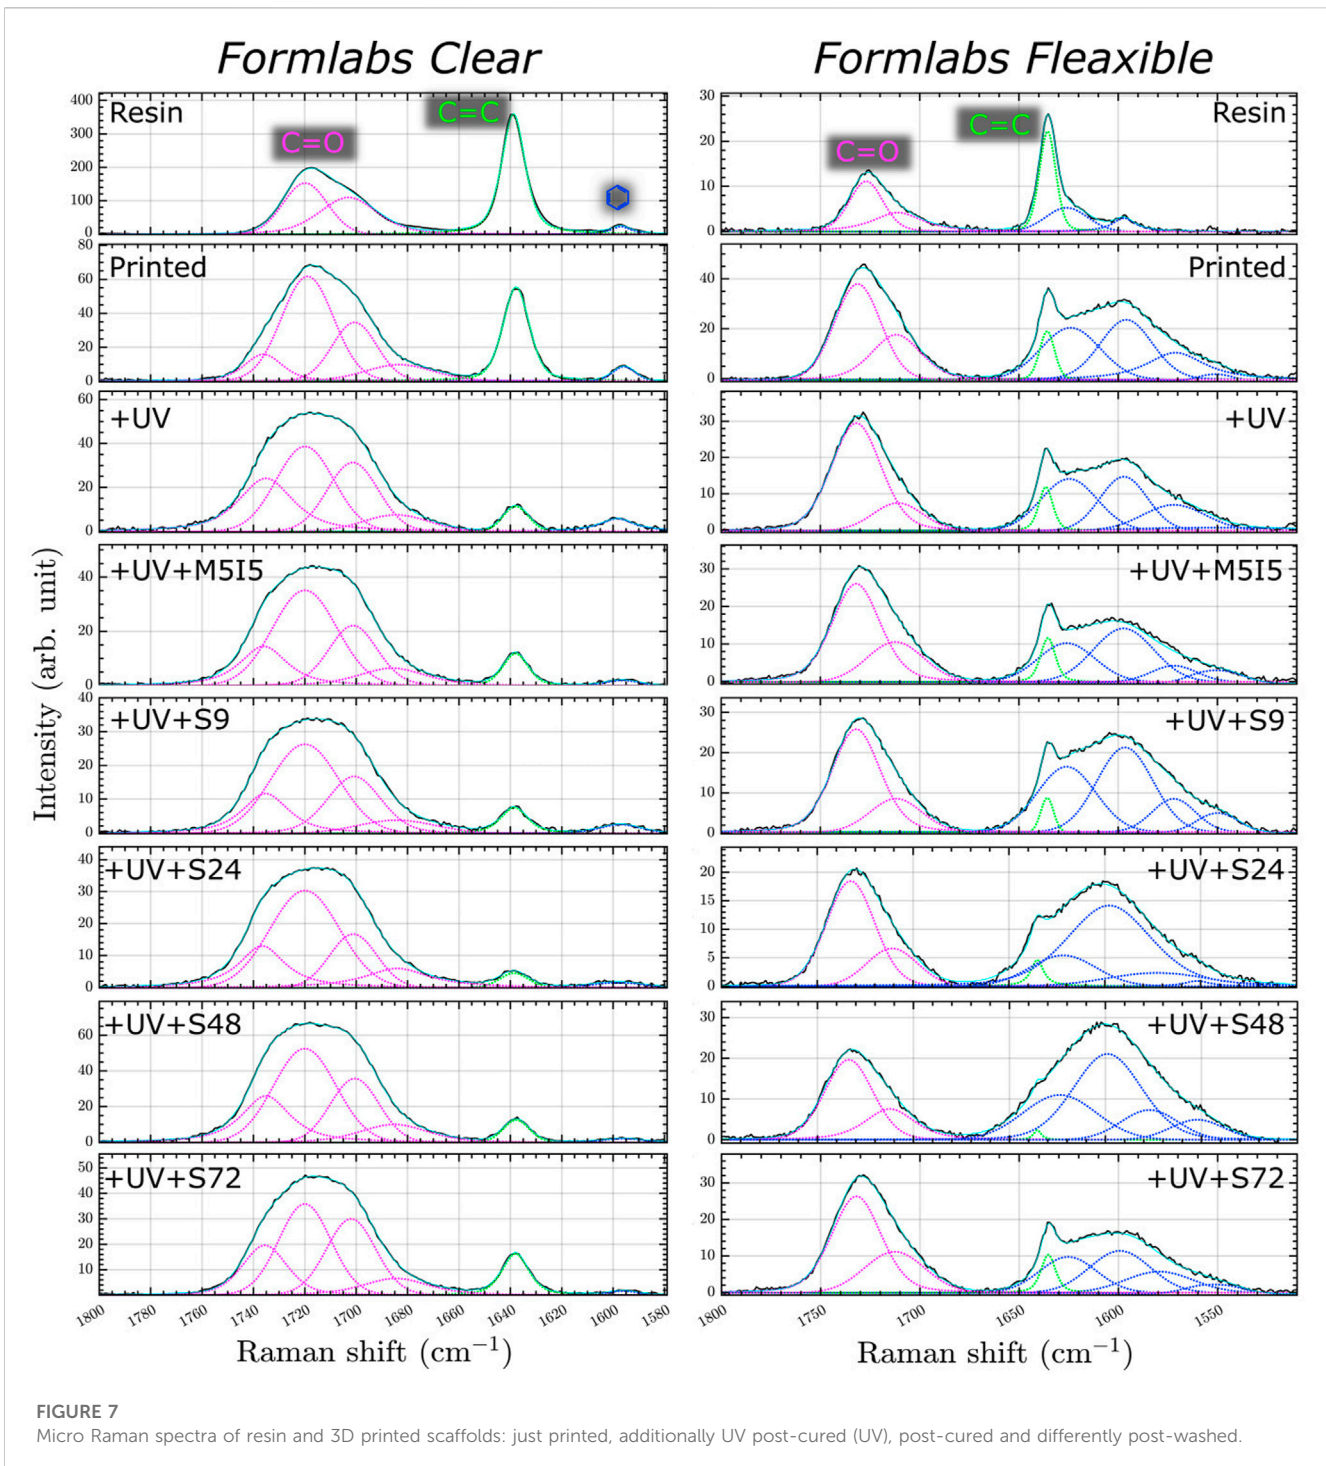 Formlabs Clear
Formlabs Fleaxible
Resin
C=O
C=C
400
300
200
100
0
Resin
C=O
C=C
30
20
10
0
Printed
80
60
40
20
0
Printed
40
20
0
+UV
60
40
20
0
+UV
30
20
10
0
+UV+M5I5
40
20
0
+UV+M5I5
30
20
10
0
+UV+S9
40
30
20
10
0
+UV+S9
30
20
10
0
+UV+S24
40
30
20
10
0
+UV+S24
20
15
10
5
0
+UV+S48
60
40
20
0
+UV+S48
30
20
10
0
+UV+S72
50
40
30
20
10
+UV+S72
30
20
10
0
1800 1780 1760 1740 1720 1700 1680 1660 1640 1620 1600 1580
1800 1750 1700 1650 1600 1550
Intensity (arb. unit)
Raman shift (cm⁻¹)
Raman shift (cm⁻¹)
FIGURE 7
Micro Raman spectra of resin and 3D printed scaffolds: just printed, additionally UV post-cured (UV), post-cured and differently post-washed.